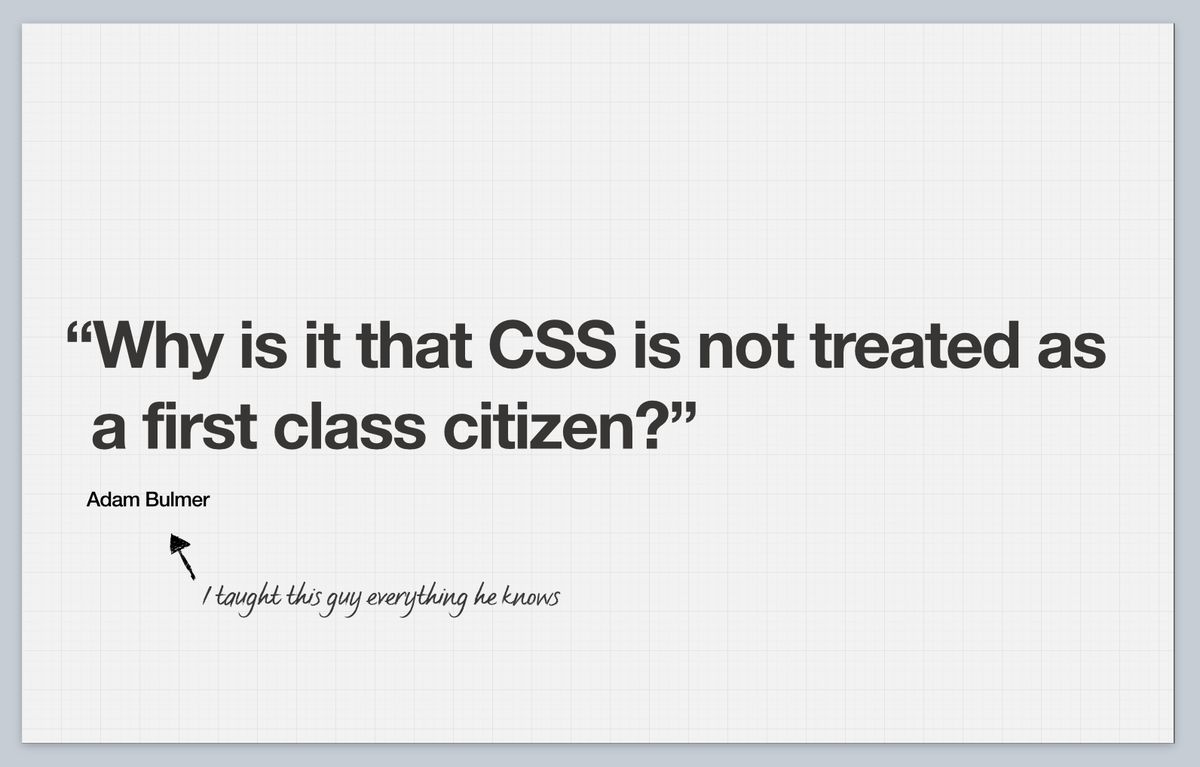 “Why is it that CSS is not treated as
a first class citizen?”
Adam Bulmer
I taught this guy everything he knows